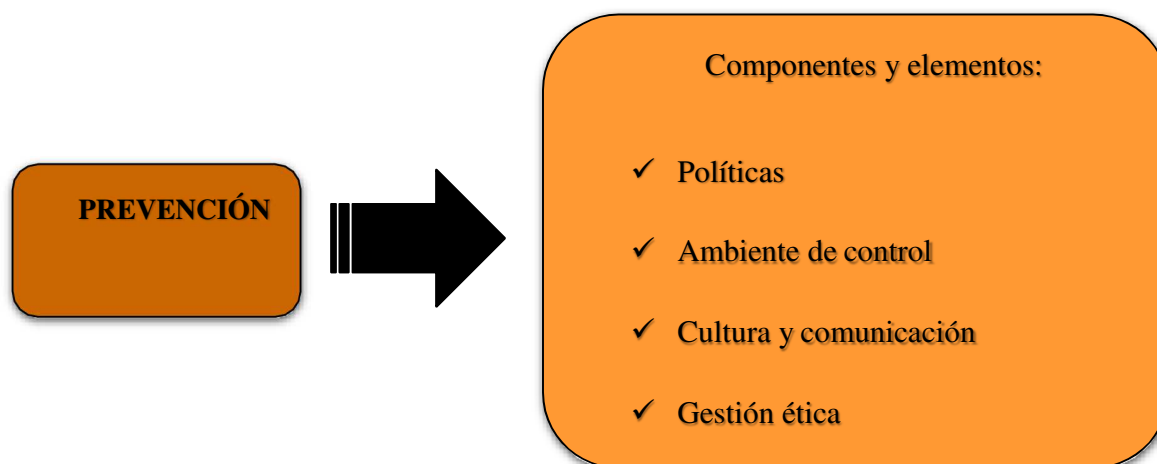 PREVENCIÓN
Componentes y elementos:
✓ Políticas
✓ Ambiente de control
✓ Cultura y comunicación
✓ Gestión ética